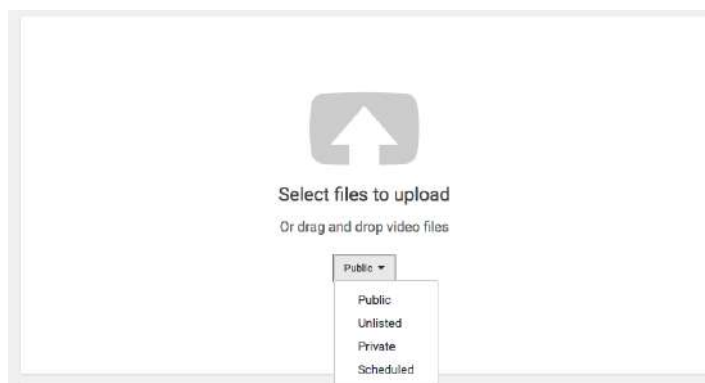 Select files to upload
Or drag and drop video files
Public
Public
Unlisted
Private
Scheduled